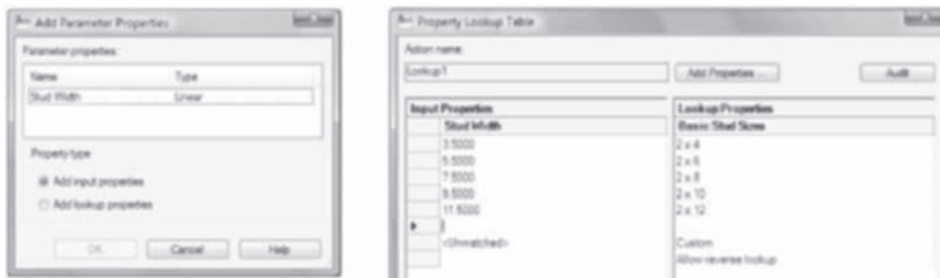 Add Parameter Properties
Parameter properties:
Name Type
Stud Width Linear
Property type
Add input properties
Add lookup properties
OK Cancel Help
Property Lookup Table
Action name:
Lookup1 Add Properties ... Audit
Input Properties Lookup Properties
Stud Width Basic Stud Sizes
3.5000 2 x 4
5.5000 2 x 6
7.5000 2 x 8
9.5000 2 x 10
11.5000 2 x 12
<Unmatched> Custom
Allow reverse lookup